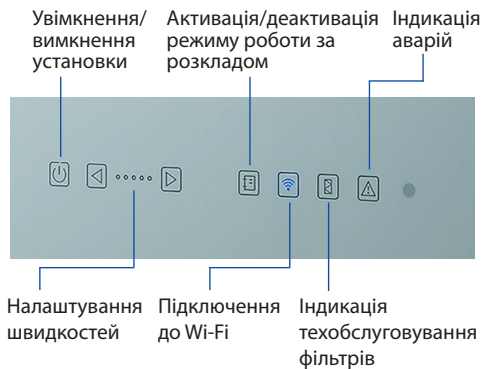 Увімкнення/
вимкнення
установки
Активація/деактивація
режиму роботи за
розкладом
Індикація
аварій
Налаштування
швидкостей
Підключення
до Wi-Fi
Індикація
техобслуговування
фільтрів